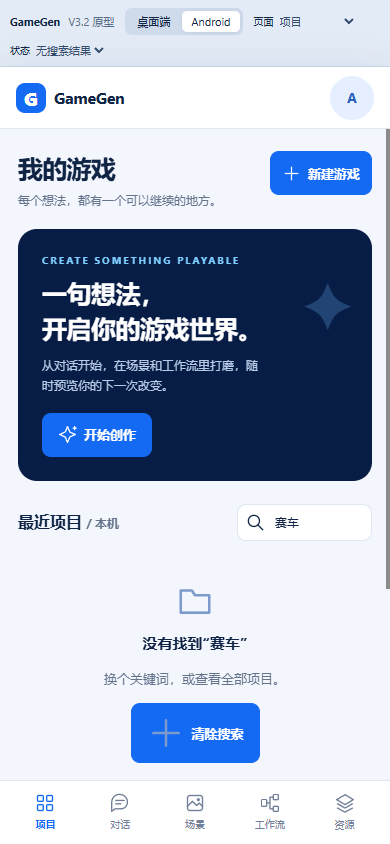 GameGen V3.2 原型 桌面端 Android 页面 项目
状态 无搜索结果
G GameGen A
我的游戏
新建游戏
每个想法，都有一个可以继续的地方。
CREATE SOMETHING PLAYABLE
一句想法，
开启你的游戏世界。
从对话开始，在场景和工作流里打磨，随
时预览你的下一次改变。
开始创作
最近项目 / 本机 赛车
没有找到“赛车”
换个关键词，或查看全部项目。
清除搜索
项目 对话 场景 工作流 资源